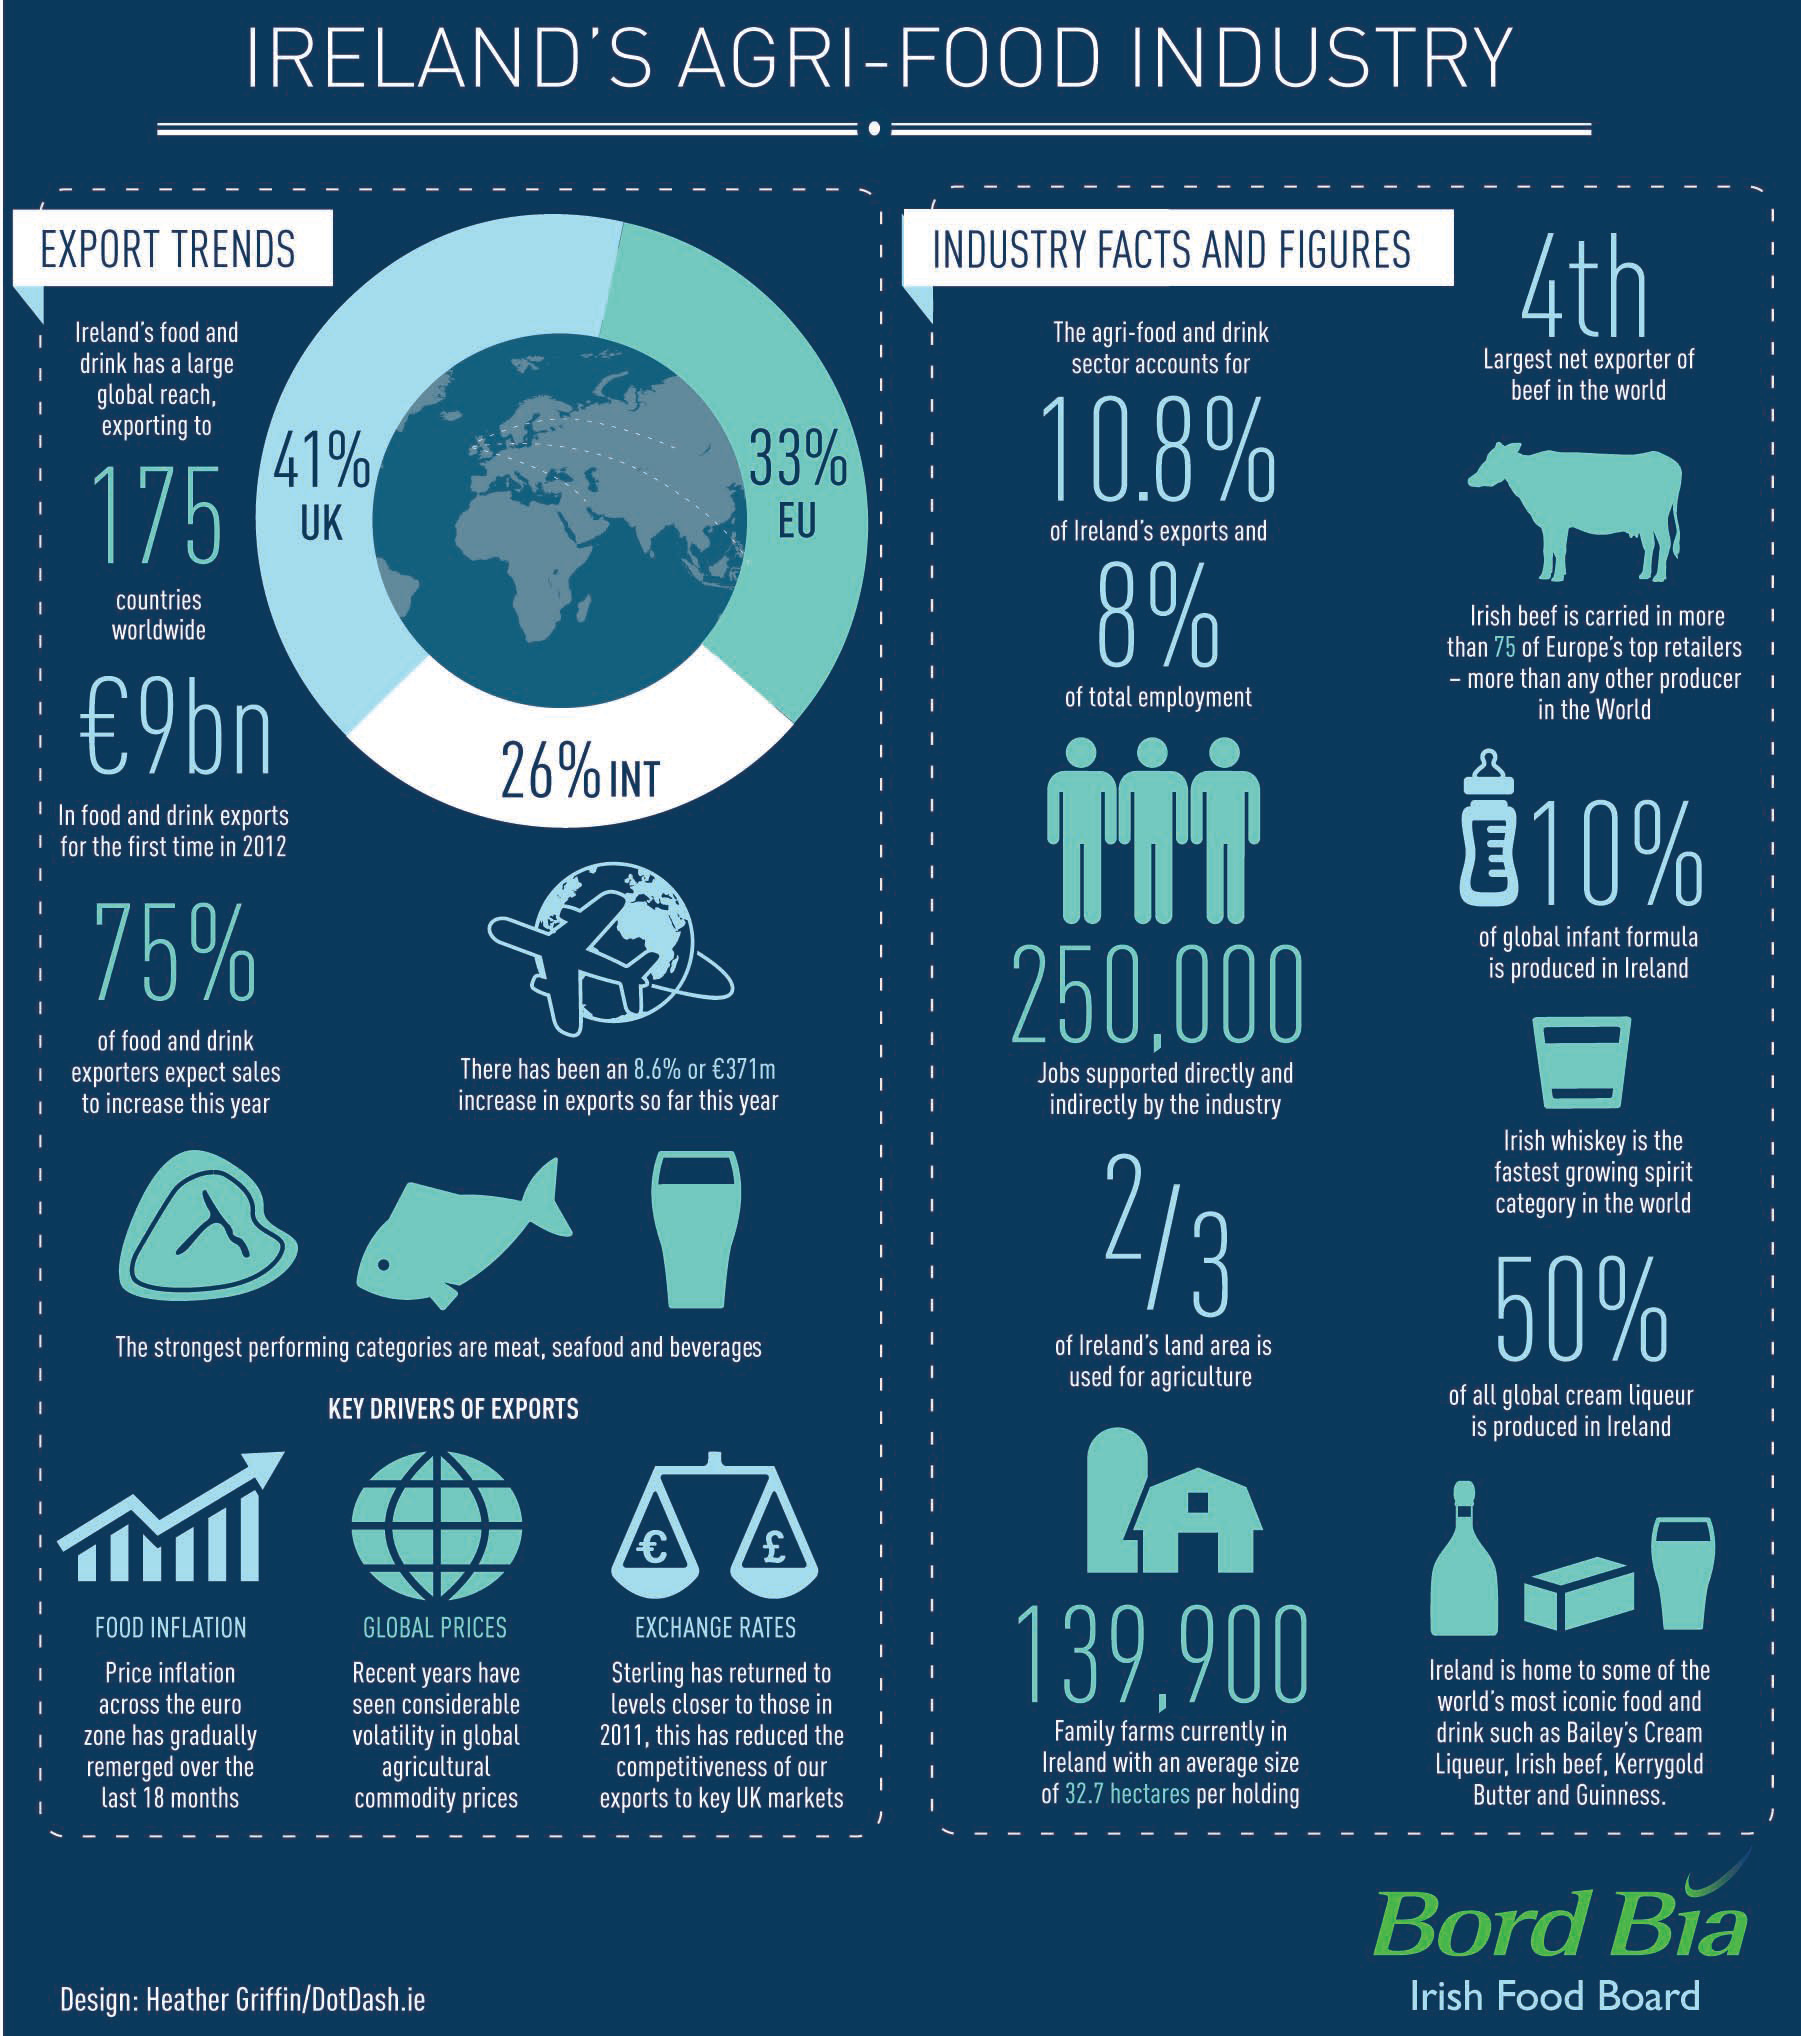 IRELAND'S AGRI-FOOD INDUSTRY
EXPORT TRENDS
Ireland's food and
drink has a large
global reach,
exporting to
175
countries
worldwide
€9bn
In food and drink exports
for the first time in 2012
75%
of food and drink
exporters expect sales
to increase this year
41%
UK
33%
EU
26% INT
There has been an 8.6% or €371m
increase in exports so far this year
The strongest performing categories are meat, seafood and beverages
KEY DRIVERS OF EXPORTS
FOOD INFLATION
Price inflation
across the euro
zone has gradually
remerged over the
last 18 months
GLOBAL PRICES
Recent years have
seen considerable
volatility in global
agricultural
commodity prices
€
£
EXCHANGE RATES
Sterling has returned to
levels closer to those in
2011, this has reduced the
competitiveness of our
exports to key UK markets
INDUSTRY FACTS AND FIGURES
The agri-food and drink
sector accounts for
10.8%
of Ireland's exports and
8%
of total employment
250,000
Jobs supported directly and
indirectly by the industry
2/3
of Ireland's land area is
used for agriculture
139,900
Family farms currently in
Ireland with an average size
of 32.7 hectares per holding
4th
Largest net exporter of
beef in the world
Irish beef is carried in more
than 75 of Europe's top retailers
– more than any other producer
in the World
10%
of global infant formula
is produced in Ireland
Irish whiskey is the
fastest growing spirit
category in the world
50%
of all global cream liqueur
is produced in Ireland
Ireland is home to some of the
world's most iconic food and
drink such as Bailey's Cream
Liqueur, Irish beef, Kerrygold
Butter and Guinness.
Bord Bia
Irish Food Board
Design: Heather Griffin/DotDash.ie